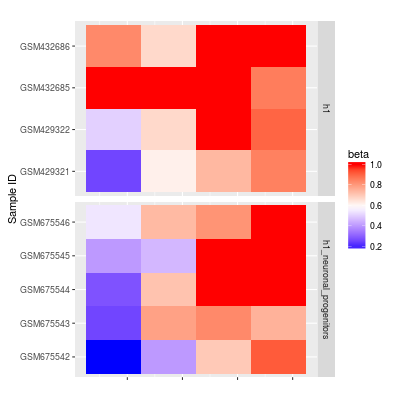 GSM432686
GSM432685
GSM429322
GSM429321
h1
GSM675546
GSM675545
GSM675544
GSM675543
GSM675542
h1_neuronal_progenitors
Sample ID
beta
1.0
0.8
0.6
0.4
0.2